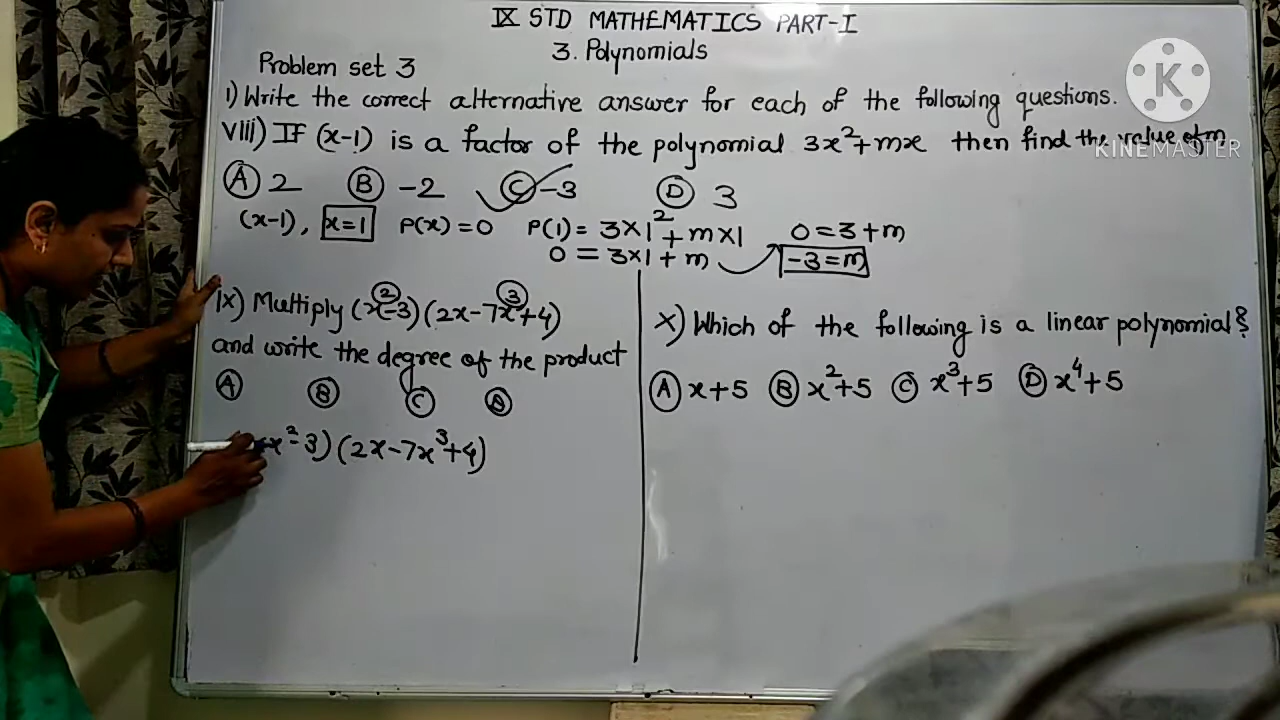 IX STD MATHEMATICS PART-I
3. Polynomials
Problem set 3
1) Write the correct alternative answer for each of the following questions.
viii) IF (x-1) is a factor of the polynomial 3x²+mx then find the value of m
A 2 B -2 C -3 D 3
(x-1), x=1 P(x)=0 P(1)= 3×1²+m×1 0=3+m
0 = 3×1+m -3=m
ix) Multiply (x²-3)(2x-7x³+4)
and write the degree of the product
A B C D
(x²-3)(2x-7x³+4)
x) Which of the following is a linear polynomial?
A x+5 B x²+5 C x³+5 D x⁴+5
K
KINEMASTER